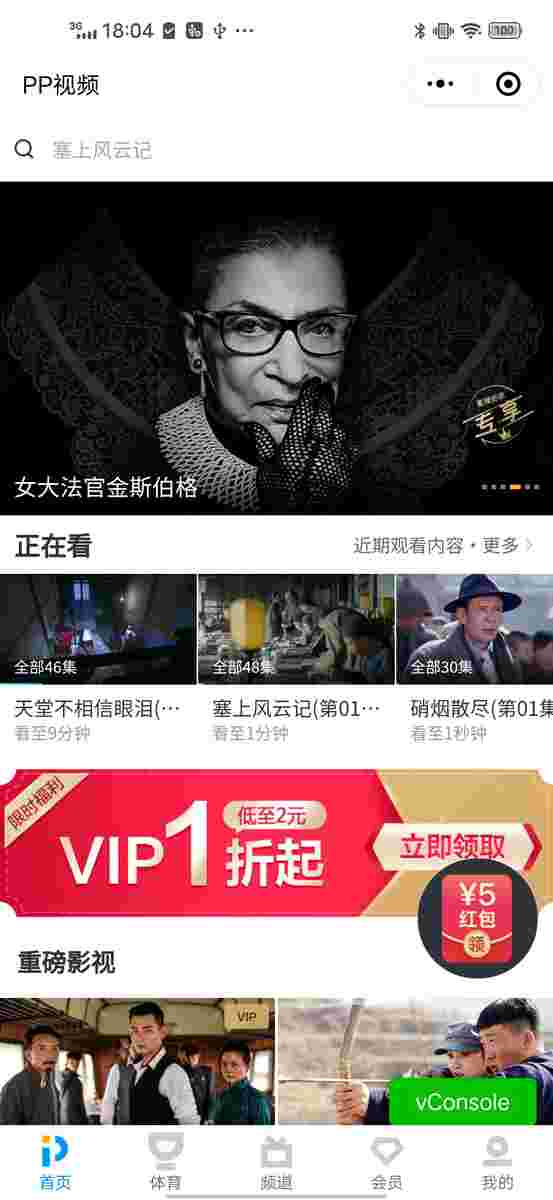 3G 18:04 100
PP视频
塞上风云记
专享
女大法官金斯伯格
正在看
近期观看内容·更多
全部46集
全部48集
全部30集
天堂不相信眼泪(…
塞上风云记(第01…
硝烟散尽(第01集
看至9分钟
看至1分钟
看至1秒钟
限时福利
VIP1折起
低至2元
立即领取
¥5
红包
领
重磅影视
VIP
vConsole
首页
体育
频道
会员
我的